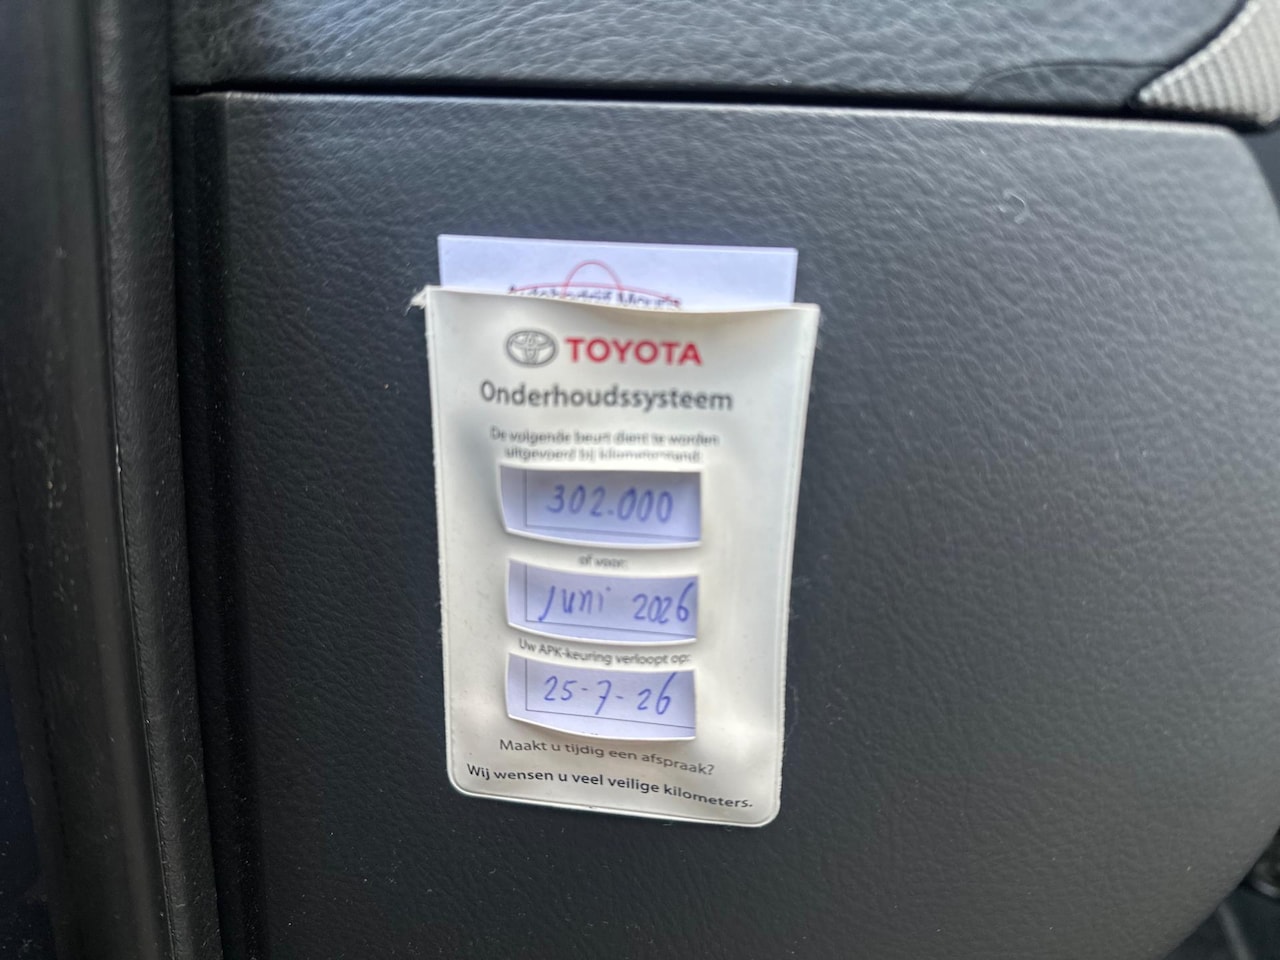 Autobedrijf
TOYOTA
Onderhoudssysteem
De volgende beurt dient te worden
uitgevoerd bij kilometerstand:
302.000
of voor:
juni 2026
Uw APK-keuring verloopt op:
25-7-26
Maakt u tijdig een afspraak?
Wij wensen u veel veilige kilometers.